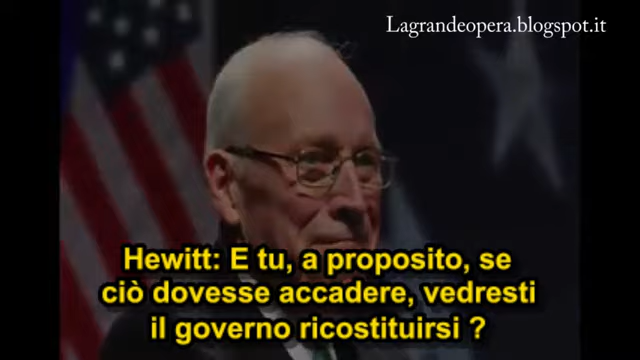 Lagrandeopera.blogspot.it
Hewitt: E tu, a proposito, se
ciò dovesse accadere, vedresti
il governo ricostituirsi ?